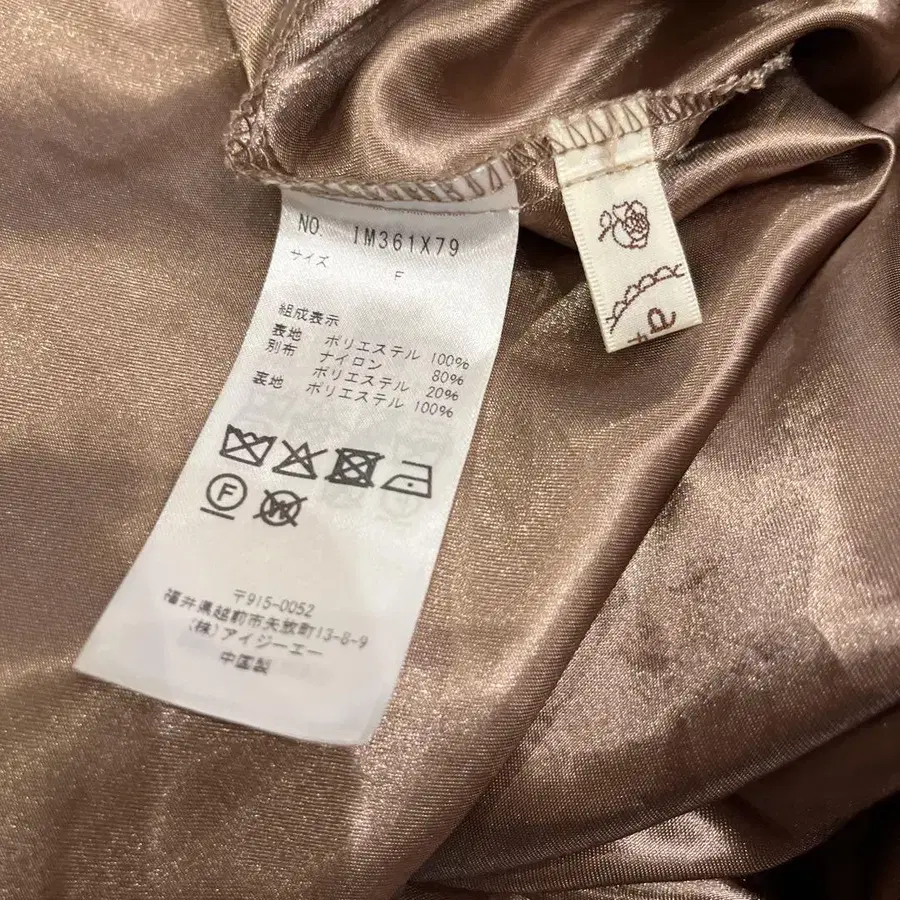 NO. IM361X79
サイズ F
組成表示
表地 ポリエステル 100%
別布 ナイロン 80%
ポリエステル 20%
裏地 ポリエステル 100%
F
W
〒915-0052
福井県越前市矢放町13-8-9
(株)アイジーエー
中国製
a